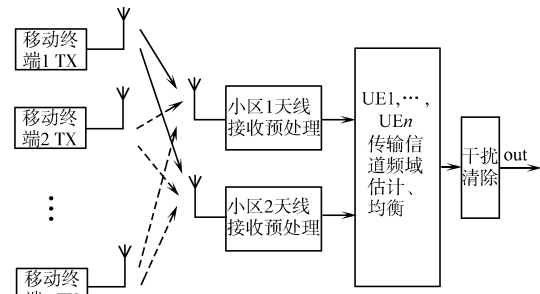 移动终
端1 TX
移动终
端2 TX
移动终
小区1天线
接收预处理
小区2天线
接收预处理
UE1,…,
UEn
传输信
道频域
估计、
均衡
干扰
清除
out